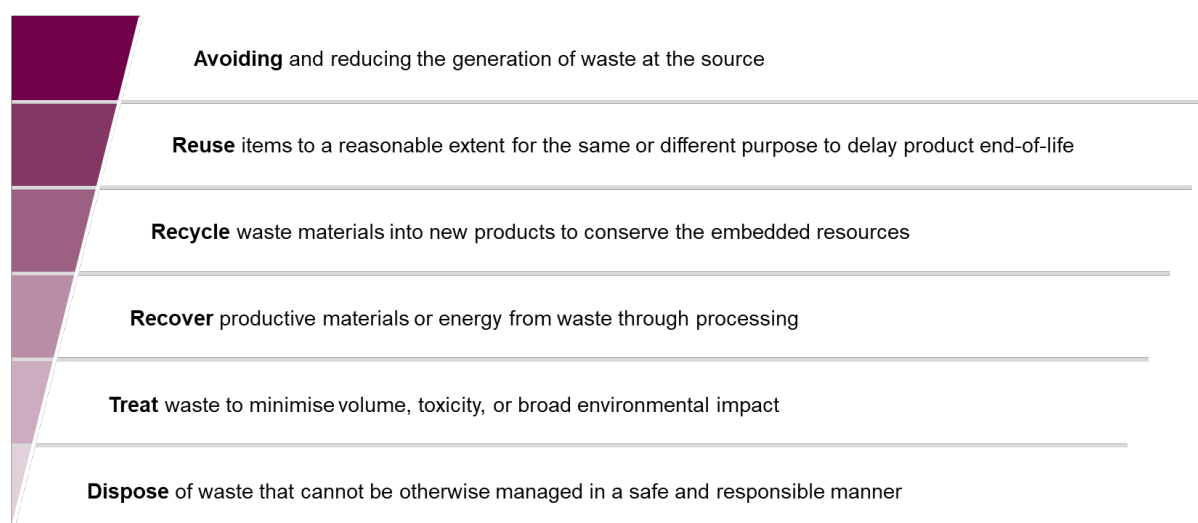 Avoiding and reducing the generation of waste at the source
Reuse items to a reasonable extent for the same or different purpose to delay product end-of-life
Recycle waste materials into new products to conserve the embedded resources
Recover productive materials or energy from waste through processing
Treat waste to minimise volume, toxicity, or broad environmental impact
Dispose of waste that cannot be otherwise managed in a safe and responsible manner